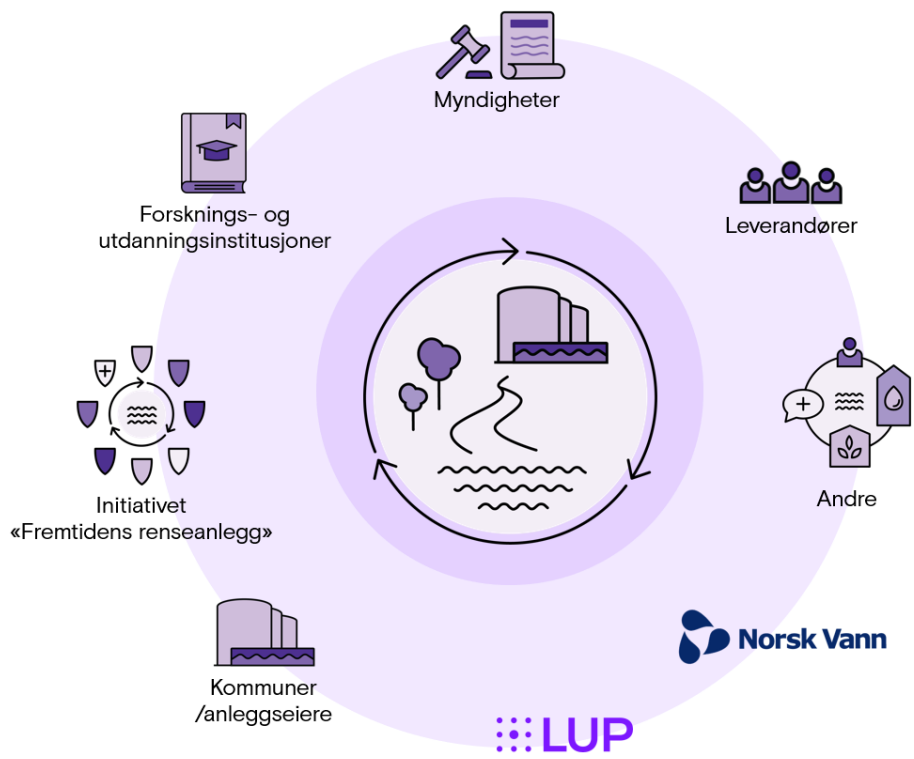 Myndigheter
Forsknings- og
utdanningsinstitusjoner
Leverandører
Initiativet
«Fremtidens renseanlegg»
Andre
Norsk Vann
Kommuner
/anleggseiere
LUP